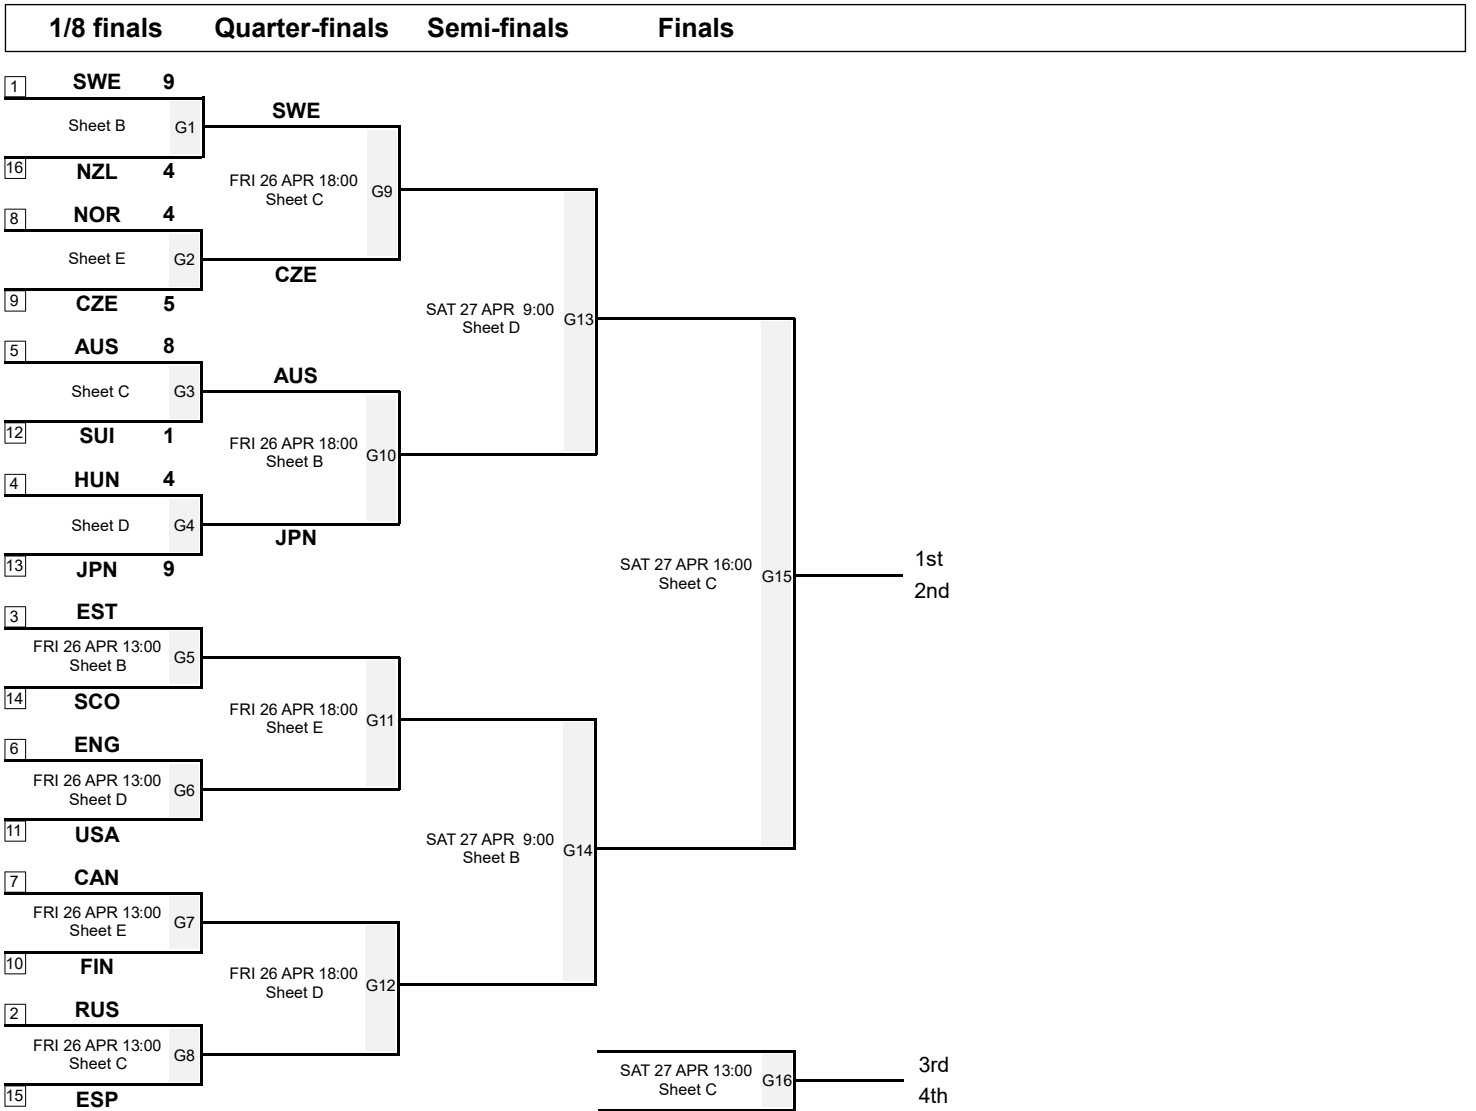 1/8 finals Quarter-finals Semi-finals Finals
1 SWE 9
Sheet B G1
16 NZL 4
SWE
FRI 26 APR 18:00
Sheet C
G9
CZE
8 NOR 4
Sheet E G2
9 CZE 5
SAT 27 APR 9:00
Sheet D
G13
5 AUS 8
Sheet C G3
12 SUI 1
AUS
FRI 26 APR 18:00
Sheet B
G10
JPN
4 HUN 4
Sheet D G4
13 JPN 9
SAT 27 APR 16:00
Sheet C
G15
1st
2nd
3 EST
FRI 26 APR 13:00
Sheet B
G5
14 SCO
FRI 26 APR 18:00
Sheet E
G11
6 ENG
FRI 26 APR 13:00
Sheet D
G6
11 USA
SAT 27 APR 9:00
Sheet B
G14
7 CAN
FRI 26 APR 13:00
Sheet E
G7
10 FIN
FRI 26 APR 18:00
Sheet D
G12
2 RUS
FRI 26 APR 13:00
Sheet C
G8
15 ESP
SAT 27 APR 13:00
Sheet C
G16
3rd
4th